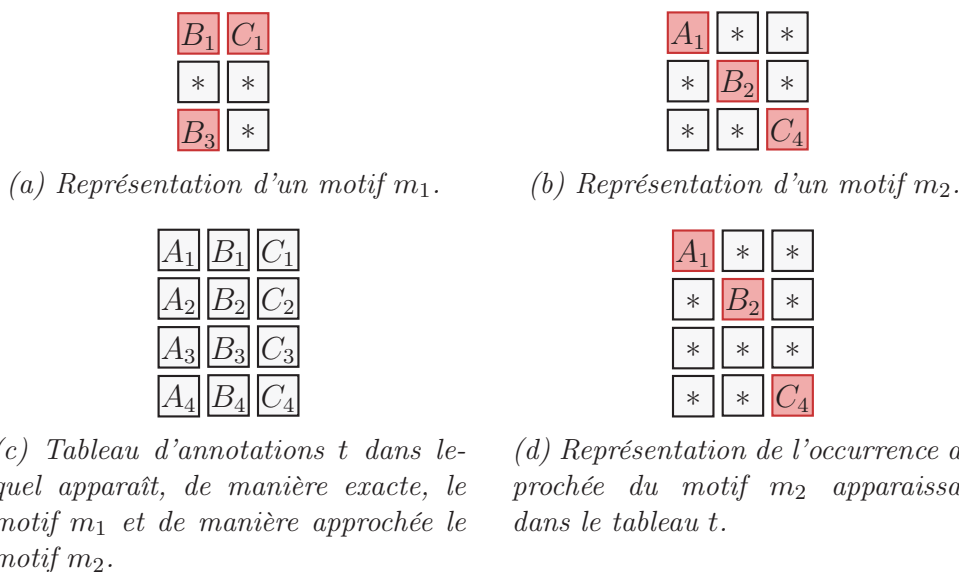 B₁ C₁
* *
B₃ *
(a) Représentation d'un motif m₁.
A₁ * *
* B₂ *
* * C₄
(b) Représentation d'un motif m₂.
A₁ B₁ C₁
A₂ B₂ C₂
A₃ B₃ C₃
A₄ B₄ C₄
(c) Tableau d'annotations t dans le-
quel apparaît, de manière exacte, le
motif m₁ et de manière approchée le
motif m₂.
A₁ * *
* B₂ *
* * *
* * C₄
(d) Représentation de l'occurrence a
prochée du motif m₂ apparaissa
dans le tableau t.